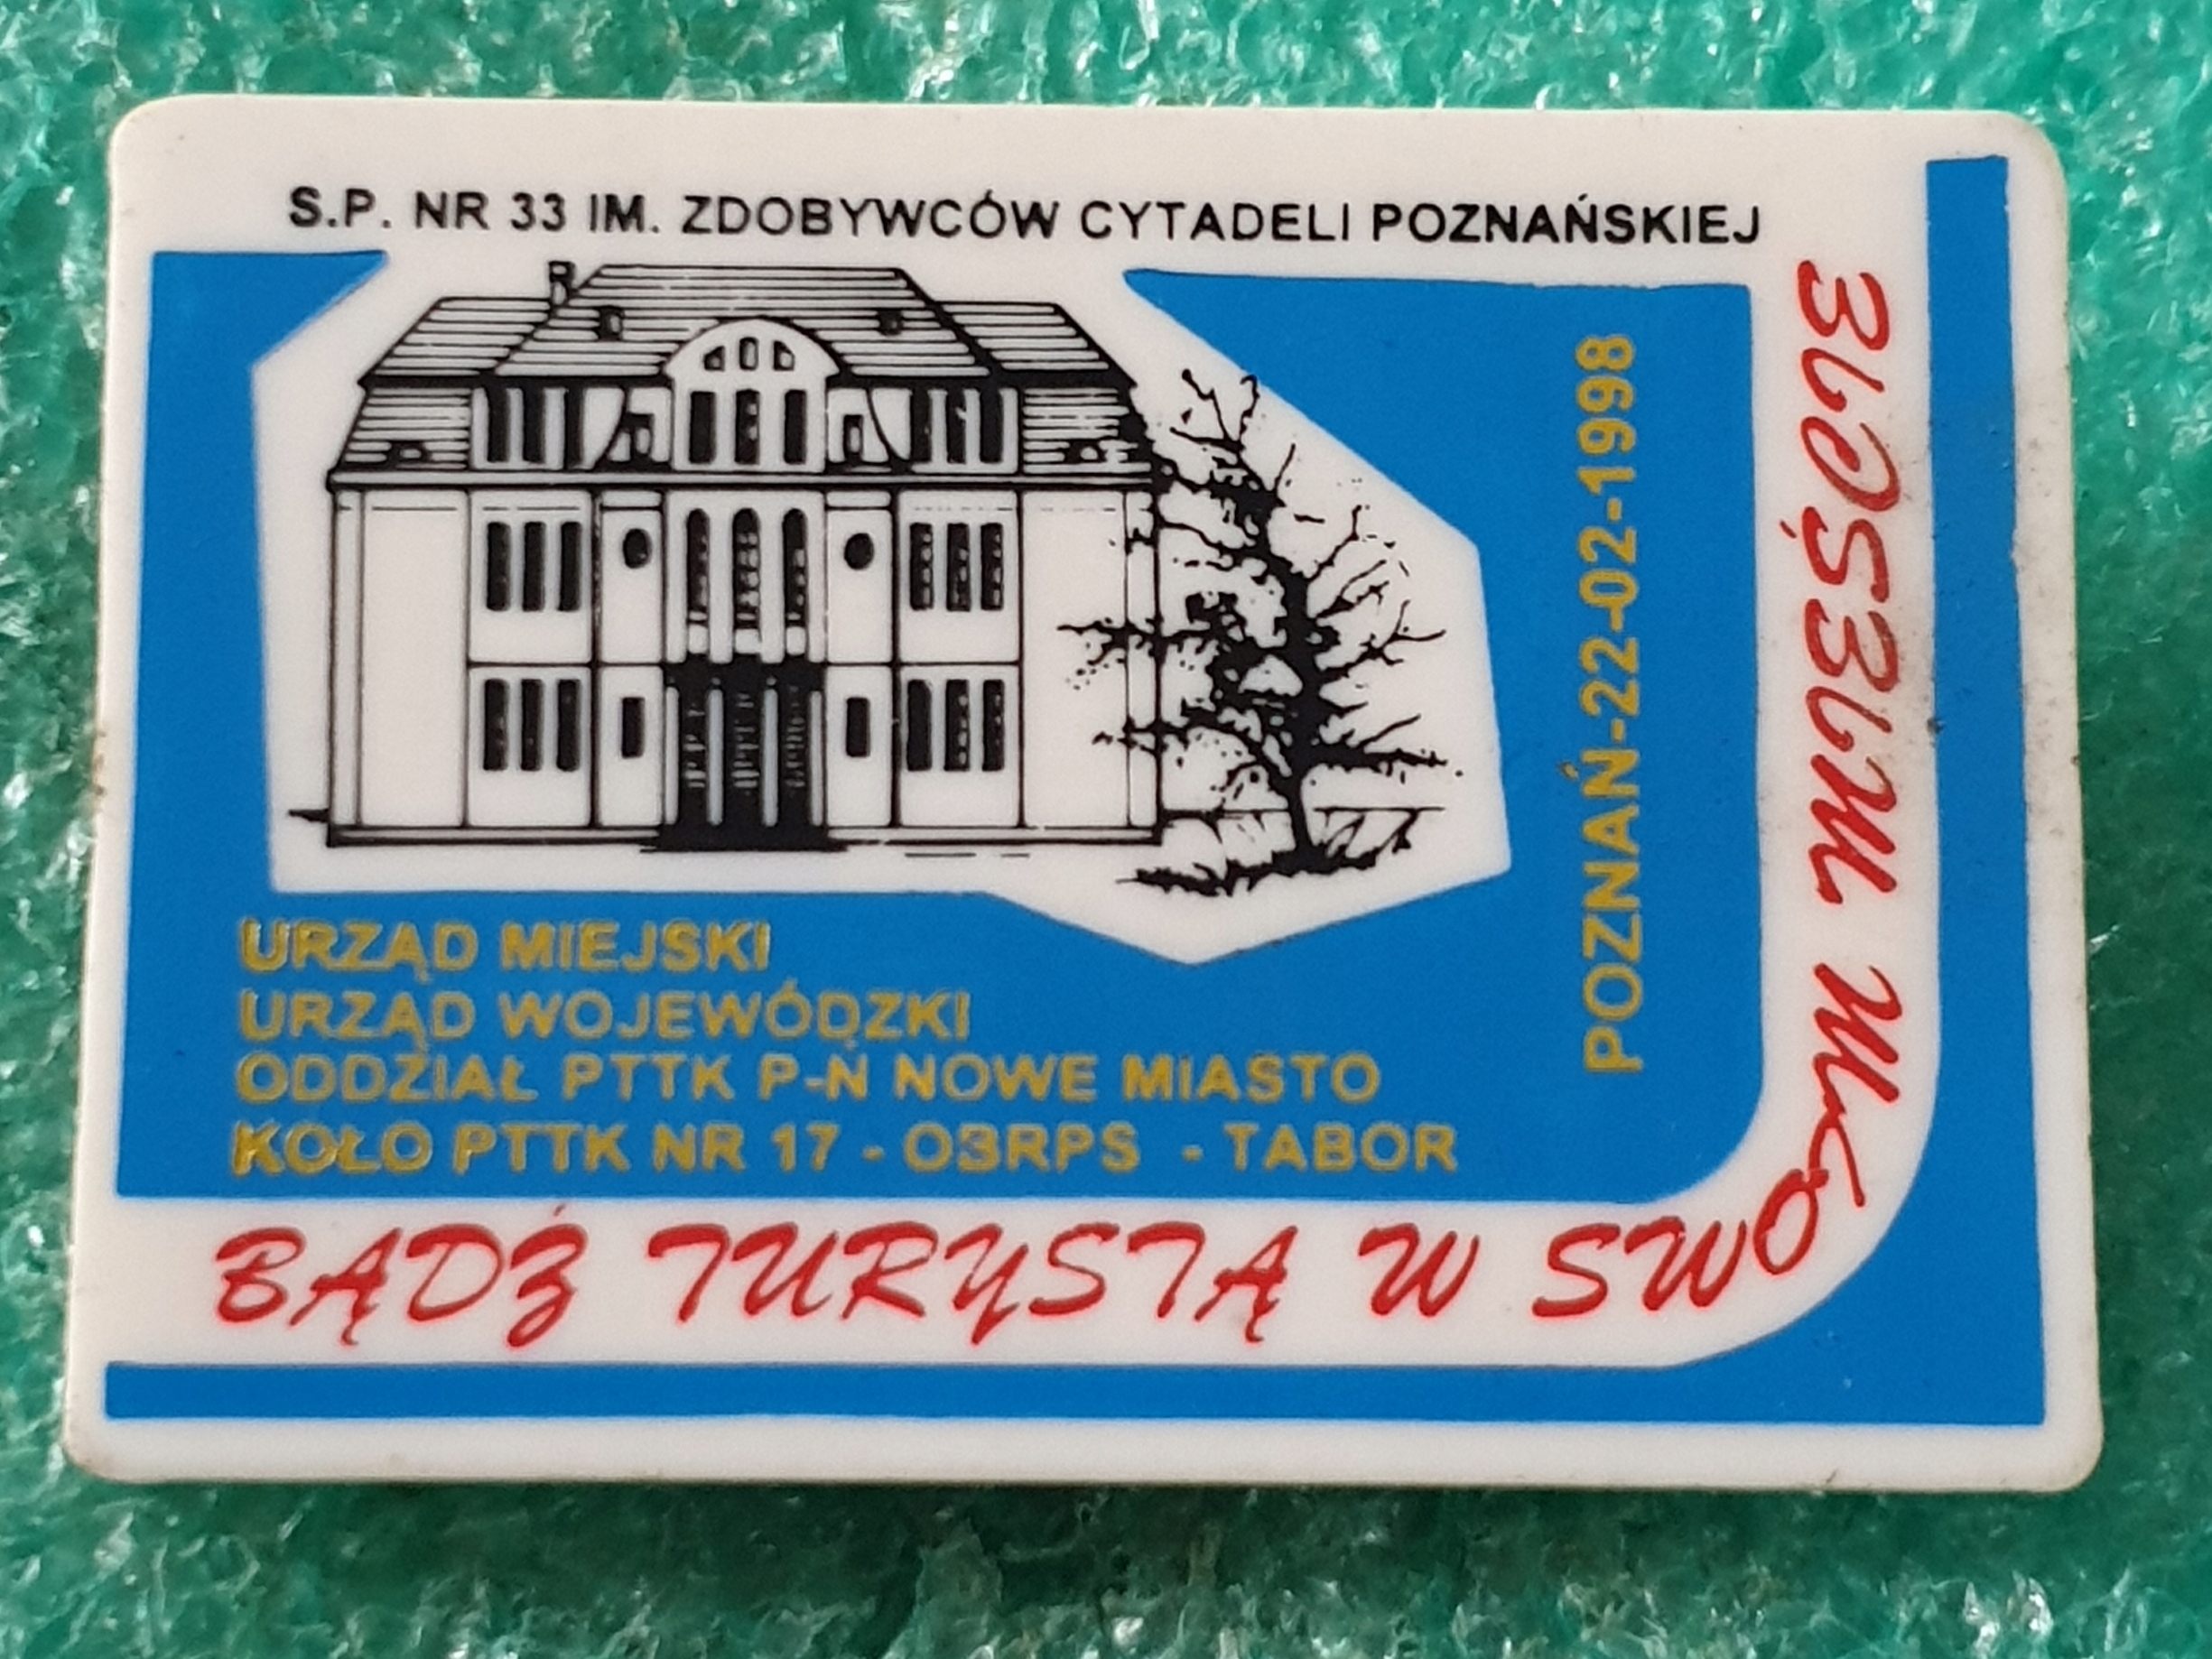 S.P. NR 33 IM. ZDOBYWCÓW CYTADELI POZNAŃSKIEJ
POZNAŃ-22-02-1998
URZĄD MIEJSKI
URZĄD WOJEWÓDZKI
ODDZIAŁ PTTK P-Ń NOWE MIASTO
KOŁO PTTK NR 17 - OBRPS - TABOR
BĄDŹ TURYSTĄ W SWOIM MIEŚCIE